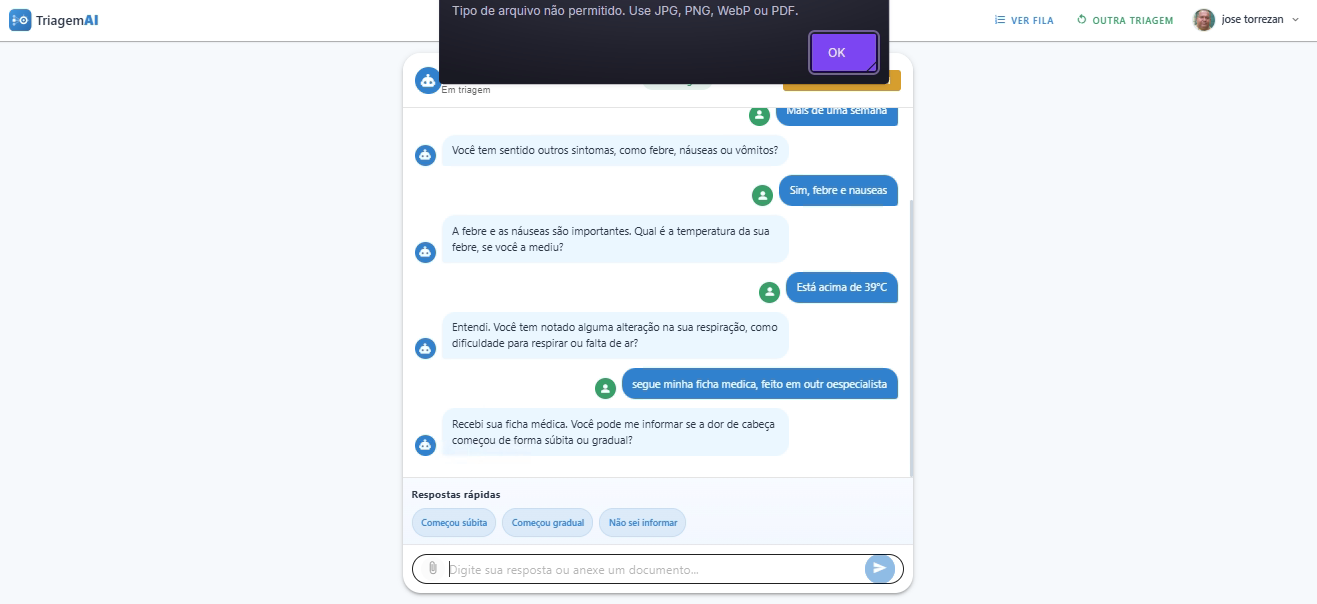 TriagemAI
Tipo de arquivo não permitido. Use JPG, PNG, WebP ou PDF.
OK
VER FILA
OUTRA TRIAGEM
jose torrezan
Em triagem
Mais de uma semana
Você tem sentido outros sintomas, como febre, náuseas ou vômitos?
Sim, febre e nauseas
A febre e as náuseas são importantes. Qual é a temperatura da sua
febre, se você a mediu?
Está acima de 39°C
Entendi. Você tem notado alguma alteração na sua respiração, como
dificuldade para respirar ou falta de ar?
segue minha ficha medica, feito em outr oespecialista
Recebi sua ficha médica. Você pode me informar se a dor de cabeça
começou de forma súbita ou gradual?
Respostas rápidas
Começou súbita
Começou gradual
Não sei informar
Digite sua resposta ou anexe um documento...